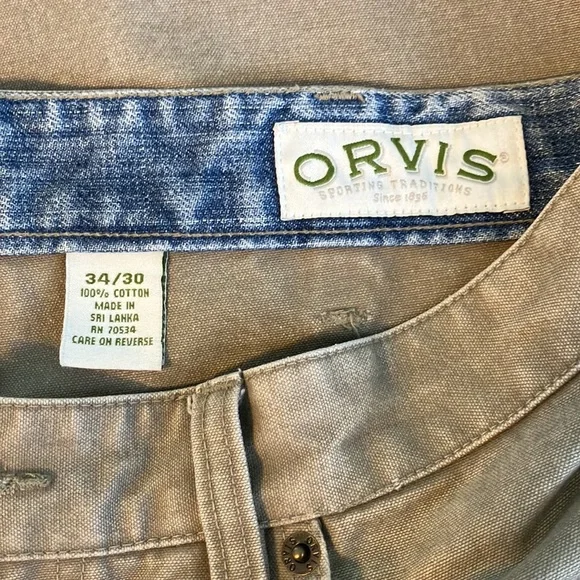 ORVIS®
SPORTING TRADITIONS
Since 1856
34/30
100% COTTON
MADE IN
SRI LANKA
RN 70534
CARE ON REVERSE